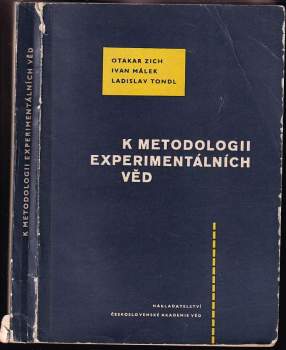 K METODOLOGII EXPERIMENTÁLNÍCH VĚD
OTAKAR ZICH
IVAN MÁLEK
LADISLAV TONDL
K METODOLOGII
EXPERIMENTÁLNÍCH
VĚD
NAKLADATELSTVÍ
ČESKOSLOVENSKÉ AKADEMIE VĚD